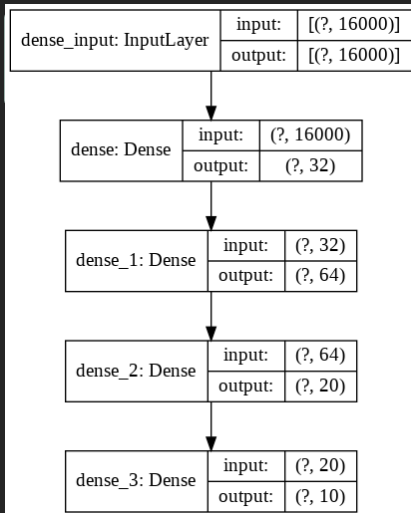 dense_input: InputLayer
input: [(?, 16000)]
output: [(?, 16000)]
dense: Dense
input: (?, 16000)
output: (?, 32)
dense_1: Dense
input: (?, 32)
output: (?, 64)
dense_2: Dense
input: (?, 64)
output: (?, 20)
dense_3: Dense
input: (?, 20)
output: (?, 10)